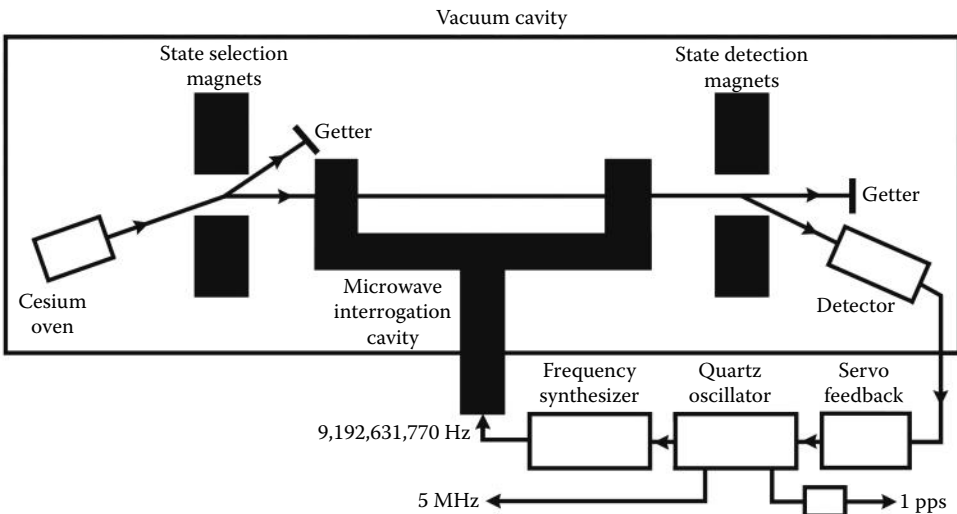 Vacuum cavity
State selection
magnets
State detection
magnets
Getter
Getter
Cesium
oven
Microwave
interrogation
cavity
Detector
Frequency
synthesizer
Quartz
oscillator
Servo
feedback
9,192,631,770 Hz
5 MHz
1 pps